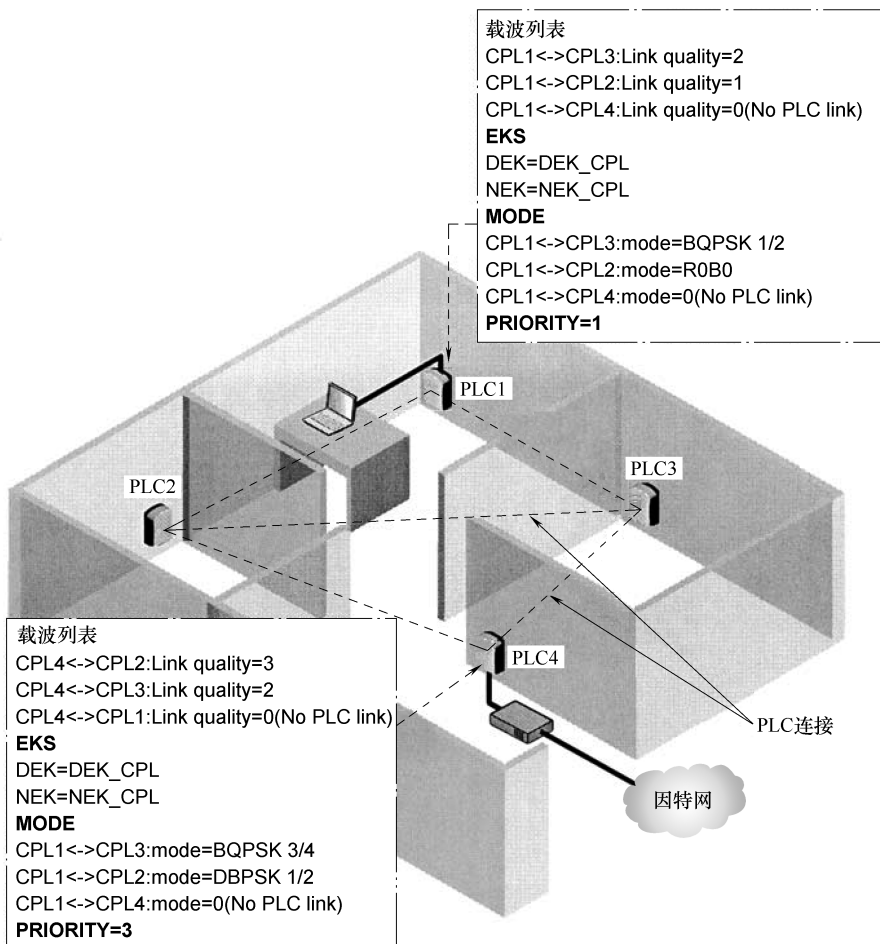 载波列表
CPL1<->CPL3:Link quality=2
CPL1<->CPL2:Link quality=1
CPL1<->CPL4:Link quality=0(No PLC link)
EKS
DEK=DEK_CPL
NEK=NEK_CPL
MODE
CPL1<->CPL3:mode=BQPSK 1/2
CPL1<->CPL2:mode=R0B0
CPL1<->CPL4:mode=0(No PLC link)
PRIORITY=1
PLC1
PLC3
PLC2
PLC4
PLC连接
因特网
载波列表
CPL4<->CPL2:Link quality=3
CPL4<->CPL3:Link quality=2
CPL4<->CPL1:Link quality=0(No PLC link)
EKS
DEK=DEK_CPL
NEK=NEK_CPL
MODE
CPL1<->CPL3:mode=BQPSK 3/4
CPL1<->CPL2:mode=DBPSK 1/2
CPL1<->CPL4:mode=0(No PLC link)
PRIORITY=3